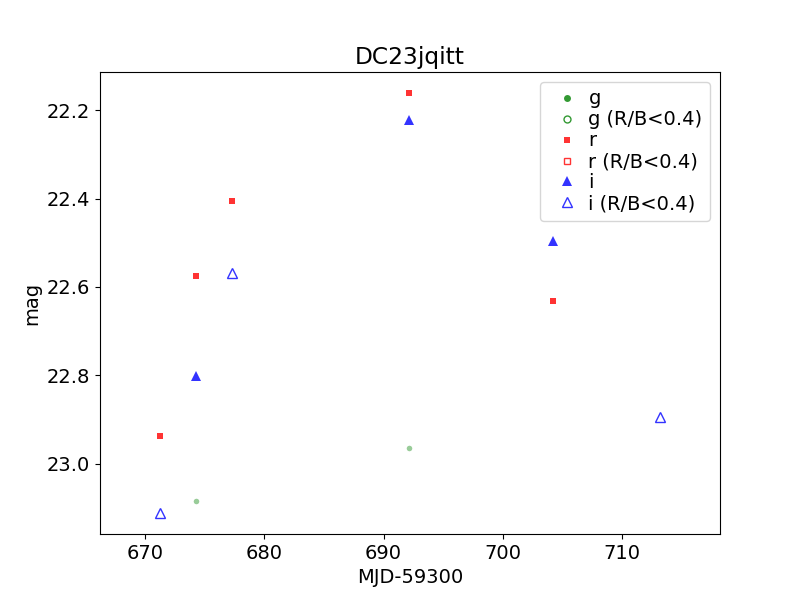 DC23jqitt
g
g (R/B<0.4)
r
r (R/B<0.4)
i
i (R/B<0.4)
22.2
22.4
22.6
22.8
23.0
mag
670 680 690 700 710
MJD-59300